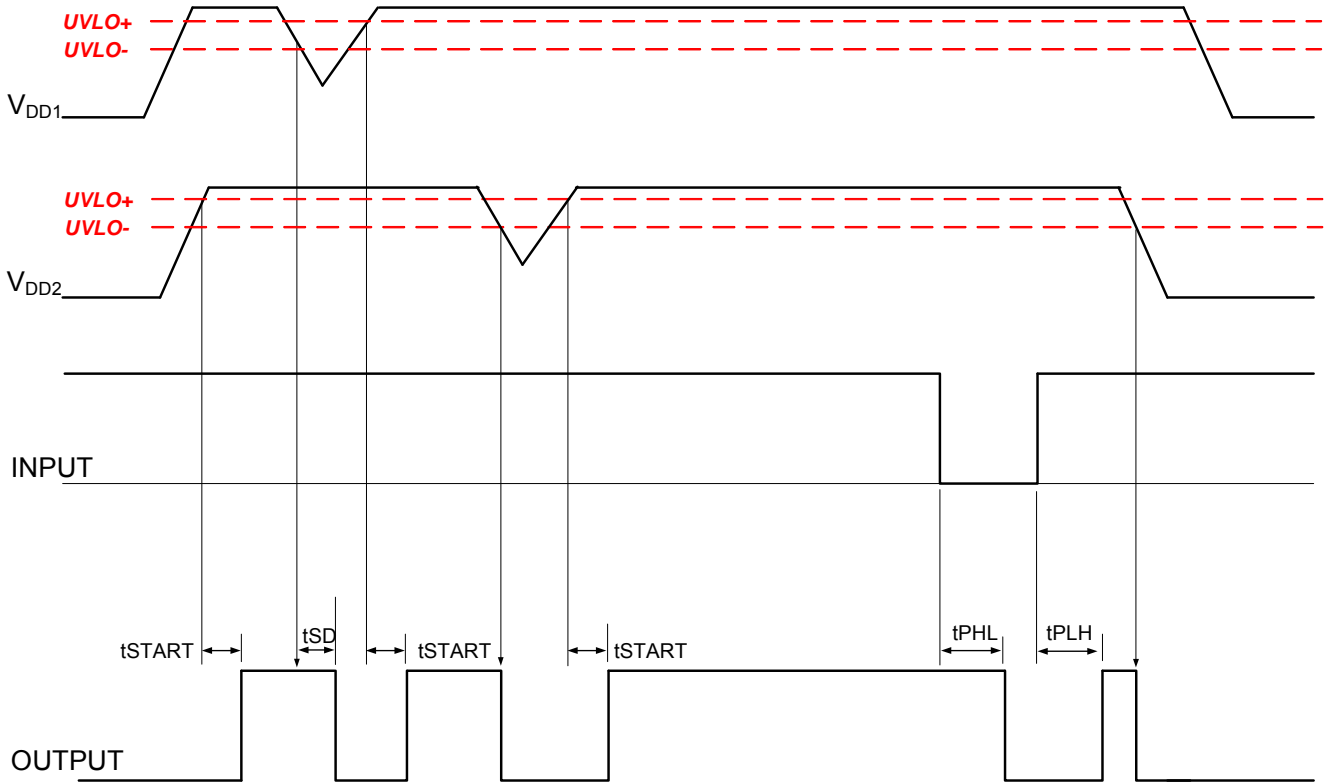 UVLO+
UVLO-
VDD1
UVLO+
UVLO-
VDD2
INPUT
tSTART
tSD
tSTART
tSTART
tPHL
tPLH
OUTPUT